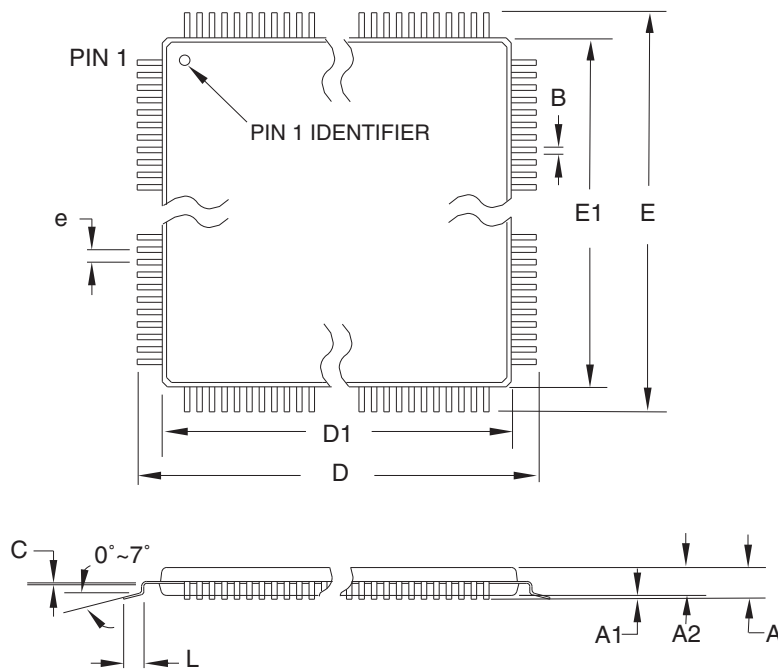 PIN 1
PIN 1 IDENTIFIER
B
e
E1
E
D1
D
C
0°~7°
L
A1
A2
A